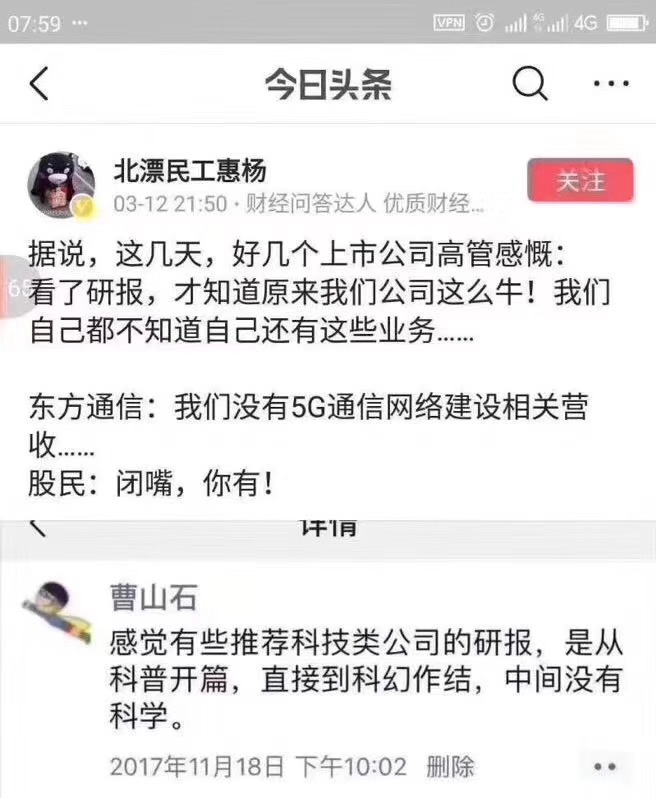 07:59 ...
VPN 4G 4G
今日头条
北漂民工惠杨
关注
03-12 21:50 · 财经问答达人 优质财经...
据说，这几天，好几个上市公司高管感慨：
看了研报，才知道原来我们公司这么牛！我们
自己都不知道自己还有这些业务......
65
东方通信：我们没有5G通信网络建设相关营
收......
股民：闭嘴，你有！
详情
曹山石
感觉有些推荐科技类公司的研报，是从
科普开篇，直接到科幻作结，中间没有
科学。
2017年11月18日 下午10:02 删除